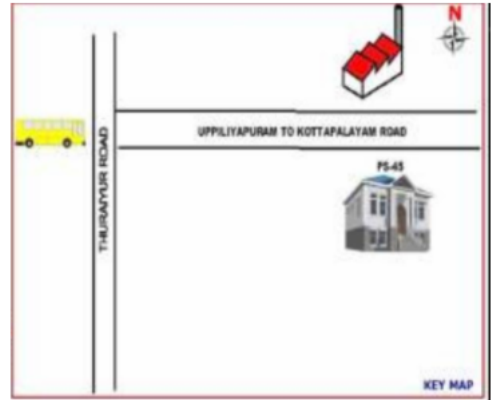 N
UPPILIYAPURAM TO KOTTAPALAYAM ROAD
THURAIYUR ROAD
PS-45
KEY MAP